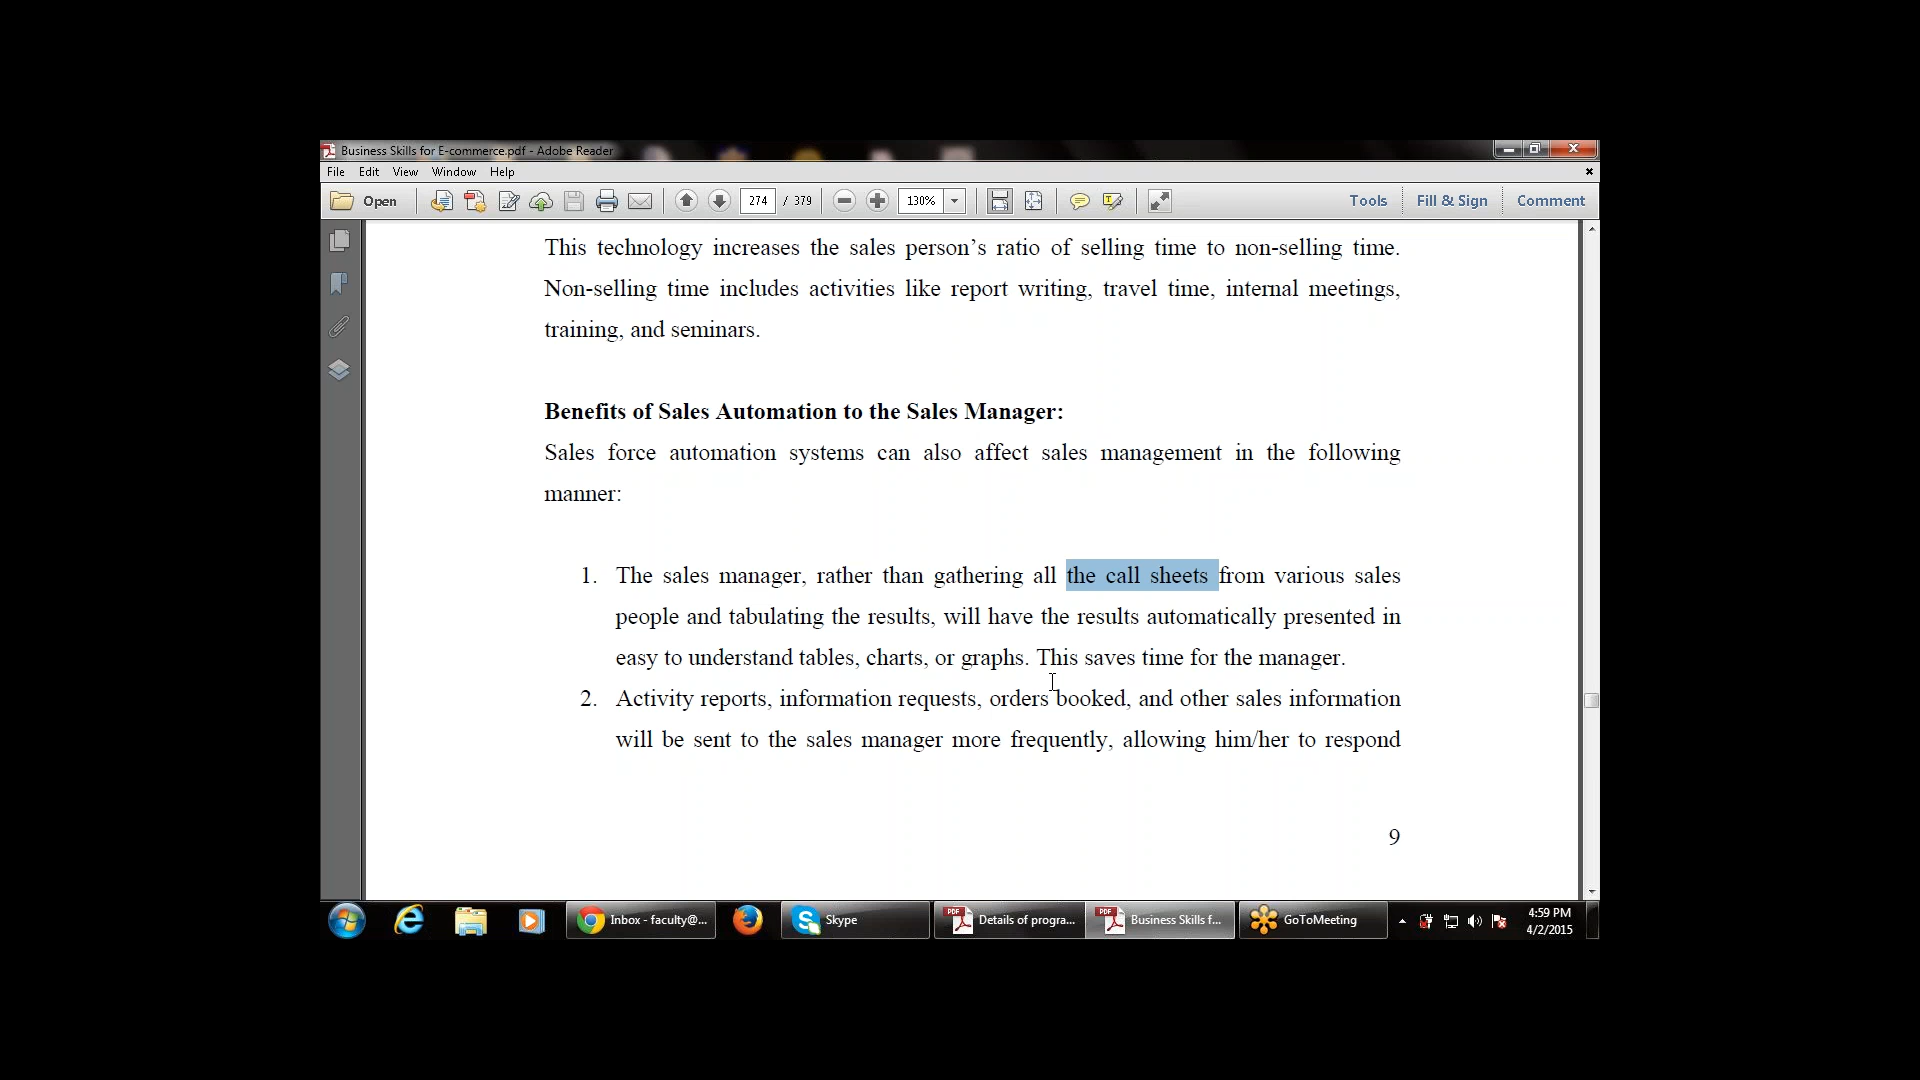 Business Skills for E-commerce.pdf - Adobe Reader
File Edit View Window Help
Open 274 / 379 130% Tools Fill & Sign Comment
This technology increases the sales person’s ratio of selling time to non-selling time.
Non-selling time includes activities like report writing, travel time, internal meetings,
training, and seminars.
Benefits of Sales Automation to the Sales Manager:
Sales force automation systems can also affect sales management in the following
manner:
1. The sales manager, rather than gathering all the call sheets from various sales
people and tabulating the results, will have the results automatically presented in
easy to understand tables, charts, or graphs. This saves time for the manager.
2. Activity reports, information requests, orders booked, and other sales information
will be sent to the sales manager more frequently, allowing him/her to respond
9
Inbox - faculty@... Skype Details of progra... Business Skills f... GoToMeeting 4:59 PM
4/2/2015